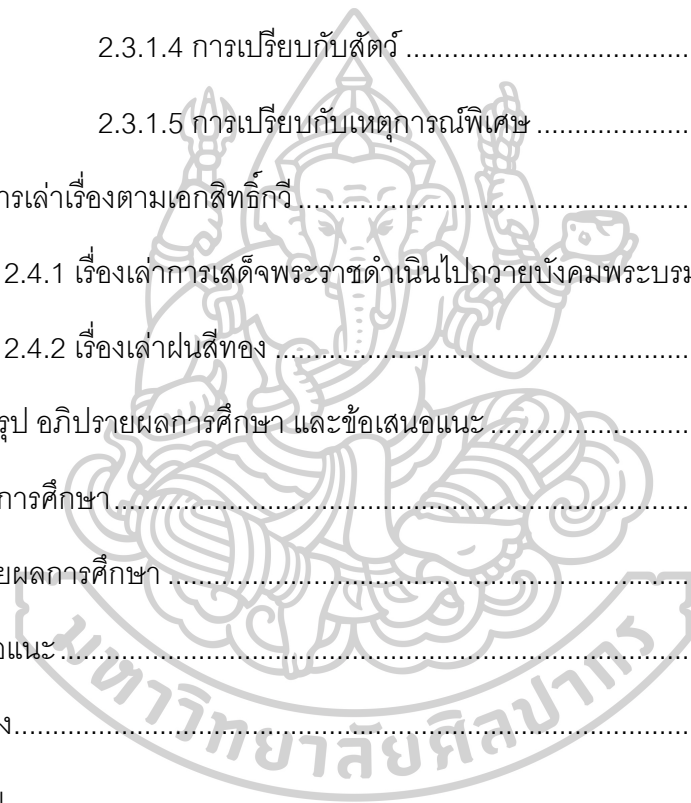 2.3.1.4 การเปรียบกับสัตว์ ................................
2.3.1.5 การเปรียบกับเหตุการณ์พิเศษ .................
ารเล่าเรื่องตามเอกสิทธิ์กวี ................................
2.4.1 เรื่องเล่าการเสด็จพระราชดำเนินไปถวายบังคมพระบรม
2.4.2 เรื่องเล่าฝนสีทอง ................................
รุป อภิปรายผลการศึกษา และข้อเสนอแนะ ................
การศึกษา ................................
ยผลการศึกษา ................................
อแนะ ................................
ง ................................
มหาวิทยาลัยศิลปากร